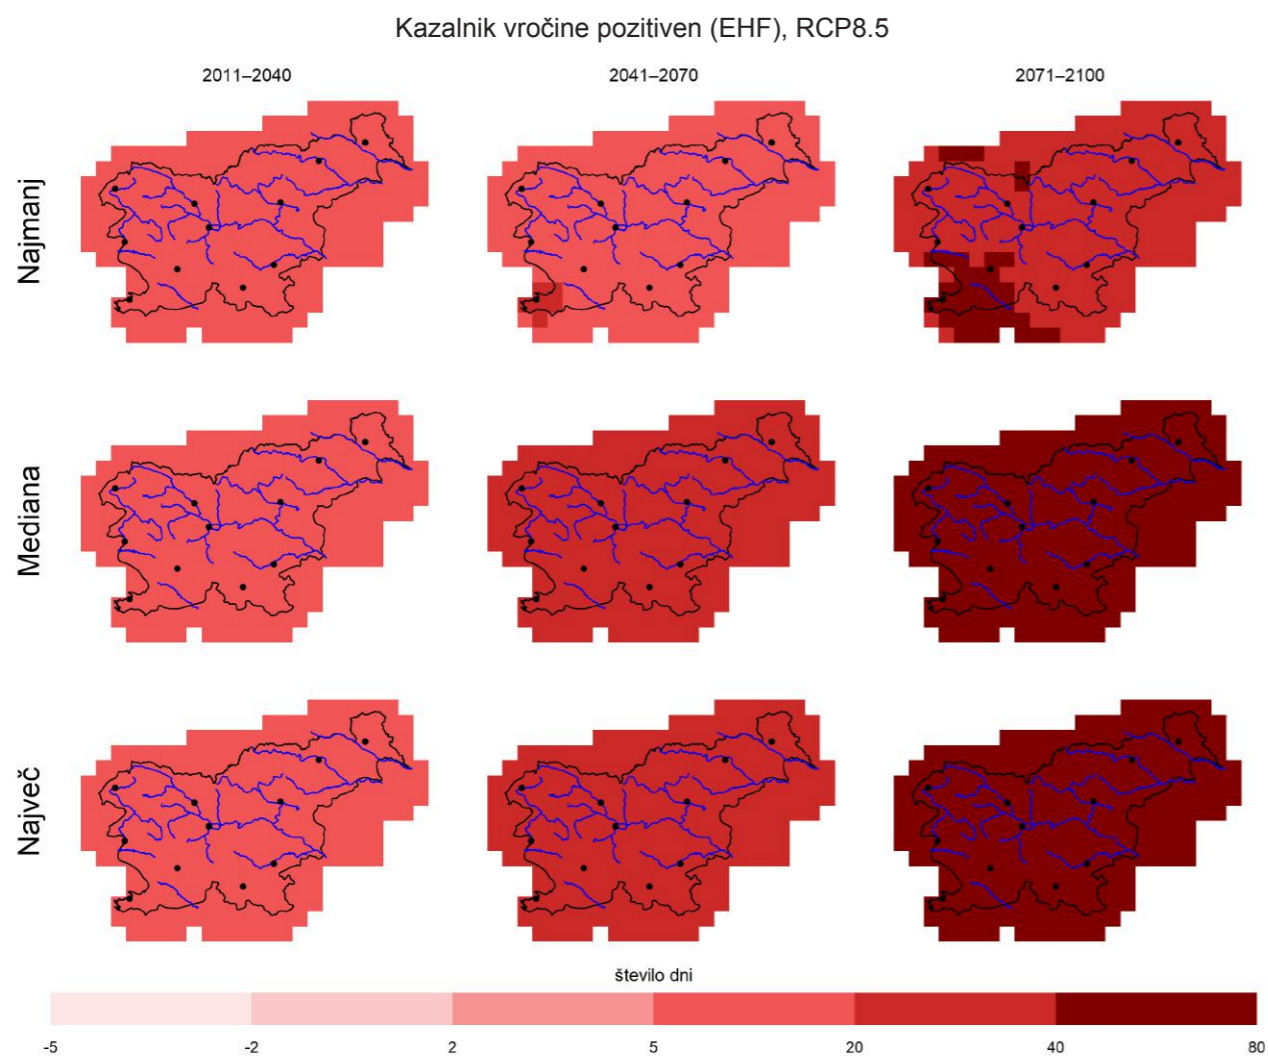 Kazalnik vročine pozitiven (EHF), RCP8.5
2011–2040 2041–2070 2071–2100
Najmanj
Mediana
Največ
število dni
-5 -2 2 5 20 40 80